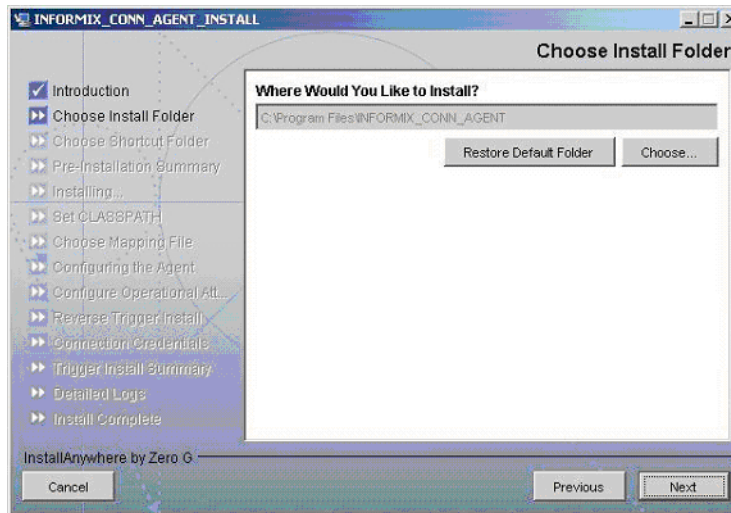 INFORMIX_CONN_AGENT_INSTALL
Choose Install Folder
Introduction
Choose Install Folder
Choose Shortcut Folder
Pre-Installation Summary
Installing...
Set CLASSPATH
Choose Mapping File
Configuring the Agent
Configure Operational Att...
Reverse Trigger Install
Connection Credentials
Trigger Install Summary
Detailed Logs
Install Complete
Where Would You Like to Install?
C:\Program Files\INFORMIX_CONN_AGENT
Restore Default Folder
Choose...
InstallAnywhere by Zero G
Cancel
Previous
Next